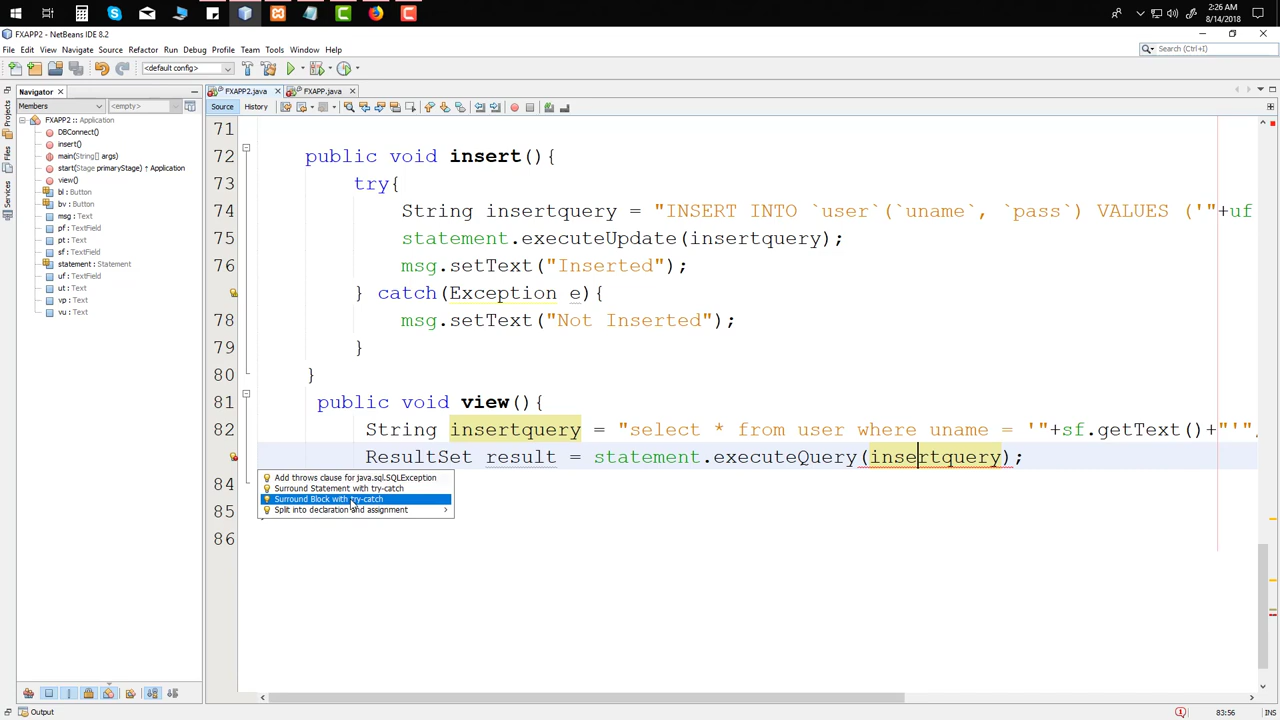 2:26 AM
8/14/2018
FXAPP2 - NetBeans IDE 8.2
File Edit View Navigate Source Refactor Run Debug Profile Team Tools Window Help
Search (Ctrl+I)
<default config>
Navigator
FXAPP2.java
FXAPP.java
Members
<empty>
Source
History
FXAPP2 :: Application
DBConnect()
insert()
main(String[] args)
start(Stage primaryStage) ↑ Application
view()
bl : Button
bv : Button
msg : Text
pf : TextField
pt : Text
sf : TextField
statement : Statement
uf : TextField
ut : Text
vp : Text
vu : Text
Projects
Files
Services
71
72 public void insert(){
73 try{
74 String insertquery = "INSERT INTO `user`(`uname`, `pass`) VALUES ('"+uf
75 statement.executeUpdate(insertquery);
76 msg.setText("Inserted");
} catch(Exception e){
78 msg.setText("Not Inserted");
79 }
80 }
81 public void view(){
82 String insertquery = "select * from user where uname = '"+sf.getText()+"'"
ResultSet result = statement.executeQuery(insertquery);
Add throws clause for java.sql.SQLException
Surround Statement with try-catch
Surround Block with try-catch
Split into declaration and assignment
84
85
86
Output
83:56
INS